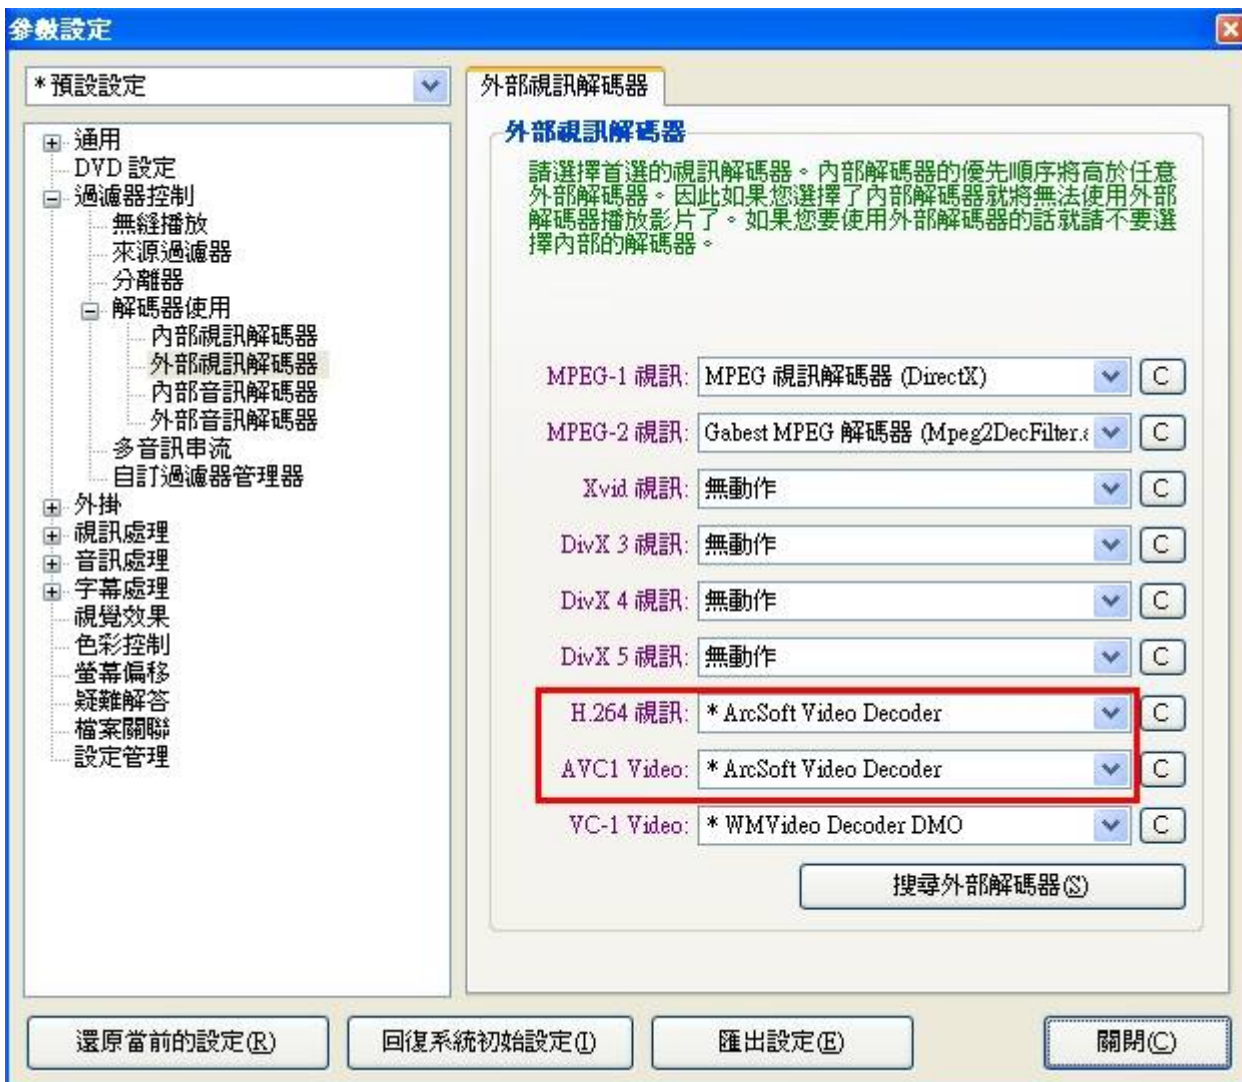 參數設定
*預設設定
通用
DVD 設定
過濾器控制
無縫播放
來源過濾器
分離器
解碼器使用
內部視訊解碼器
外部視訊解碼器
內部音訊解碼器
外部音訊解碼器
多音訊串流
自訂過濾器管理器
外掛
視訊處理
音訊處理
字幕處理
視覺效果
色彩控制
螢幕偏移
疑難解答
檔案關聯
設定管理
外部視訊解碼器
外部視訊解碼器
請選擇首選的視訊解碼器。內部解碼器的優先順序將高於任意
外部解碼器。因此如果您選擇了內部解碼器就將無法使用外部
解碼器播放影片了。如果您要使用外部解碼器的話就請不要選
擇內部的解碼器。
MPEG-1 視訊: MPEG 視訊解碼器 (DirectX) C
MPEG-2 視訊: Gabest MPEG 解碼器 (Mpeg2DecFilter.a C
Xvid 視訊: 無動作 C
DivX 3 視訊: 無動作 C
DivX 4 視訊: 無動作 C
DivX 5 視訊: 無動作 C
H.264 視訊: * ArcSoft Video Decoder C
AVC1 Video: * ArcSoft Video Decoder C
VC-1 Video: * WMVideo Decoder DMO C
搜尋外部解碼器(S)
還原當前的設定(R) 回復系統初始設定(I) 匯出設定(E) 關閉(C)